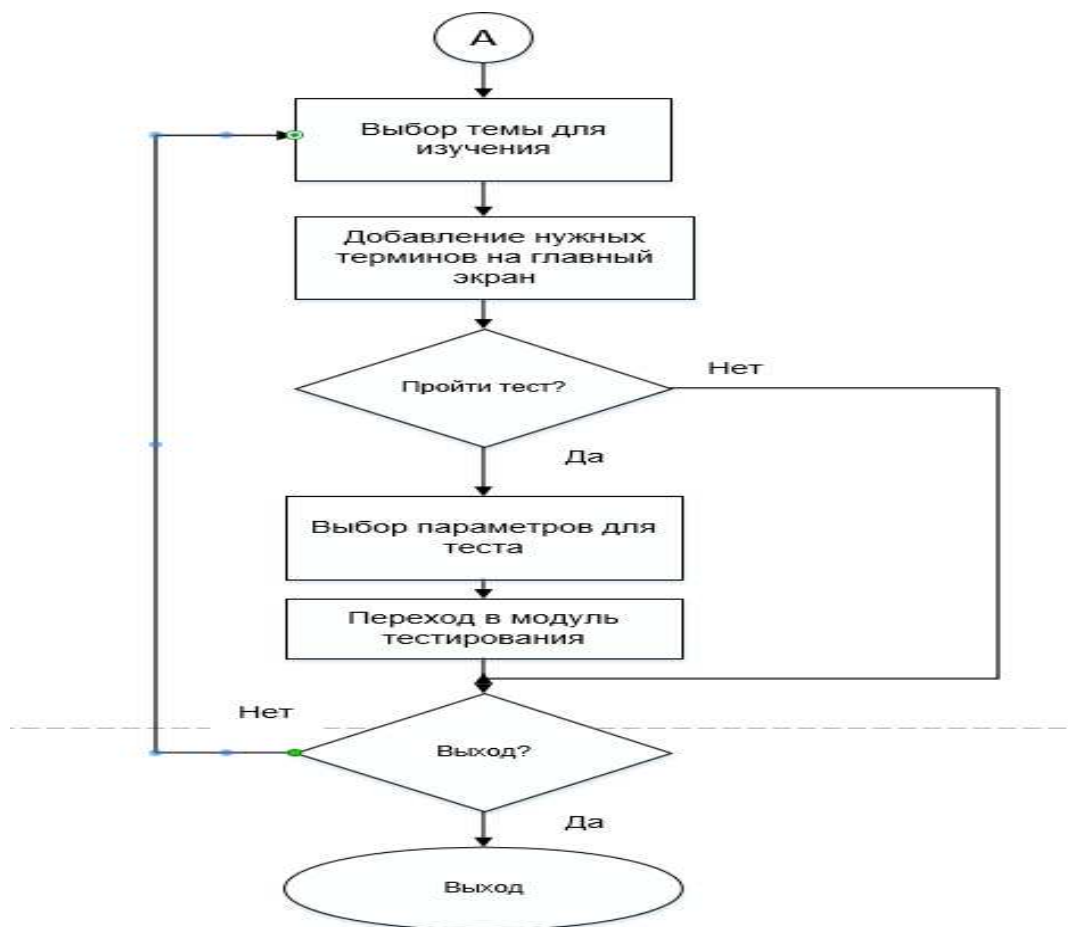 А
Выбор темы для
изучения
Добавление нужных
терминов на главный
экран
Пройти тест?
Нет
Да
Выбор параметров для
теста
Переход в модуль
тестирования
Нет
Выход?
Да
Выход